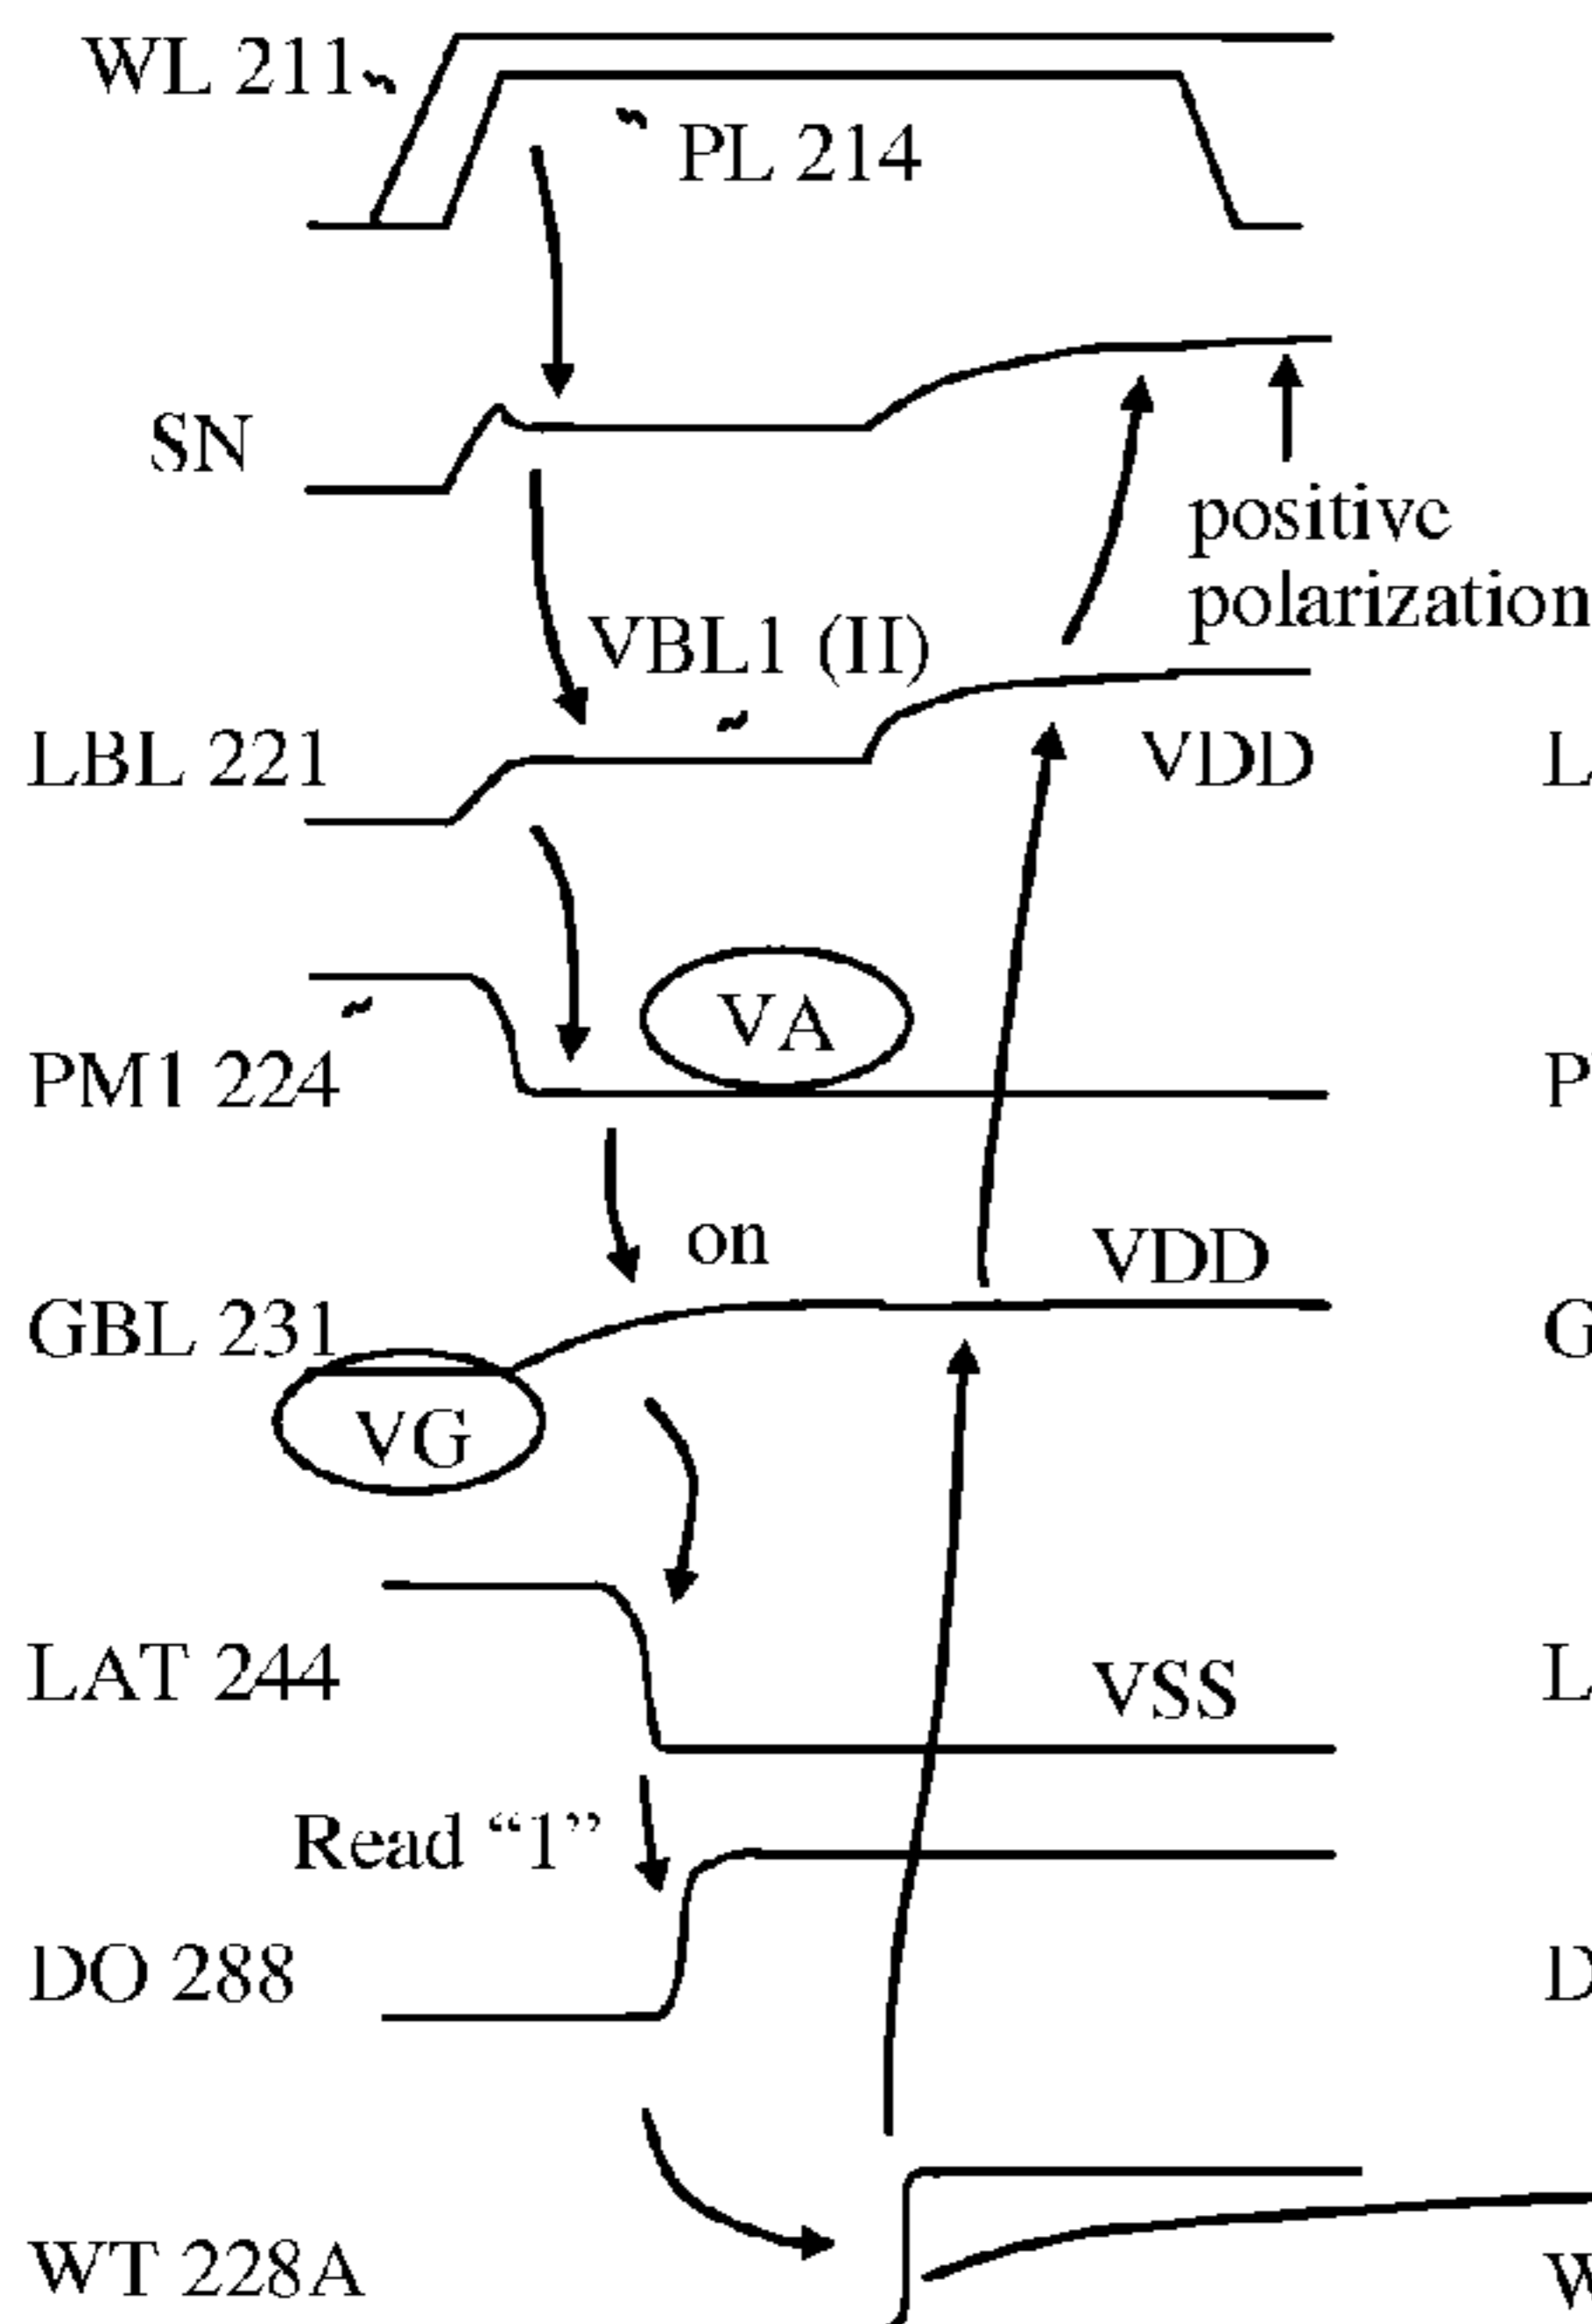 WL 211
PL 214
SN
positive
polarization
VBL1 (II)
LBL 221
VDD
L
VA
PM1 224
P
on
VDD
GBL 231
G
VG
LAT 244
VSS
L
Read “1”
DO 288
D
WT 228A
W